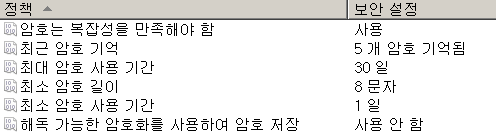 정책 보안 설정
암호는 복잡성을 만족해야 함 사용
최근 암호 기억 5 개 암호 기억됨
최대 암호 사용 기간 30 일
최소 암호 길이 8 문자
최소 암호 사용 기간 1 일
해독 가능한 암호화를 사용하여 암호 저장 사용 안 함